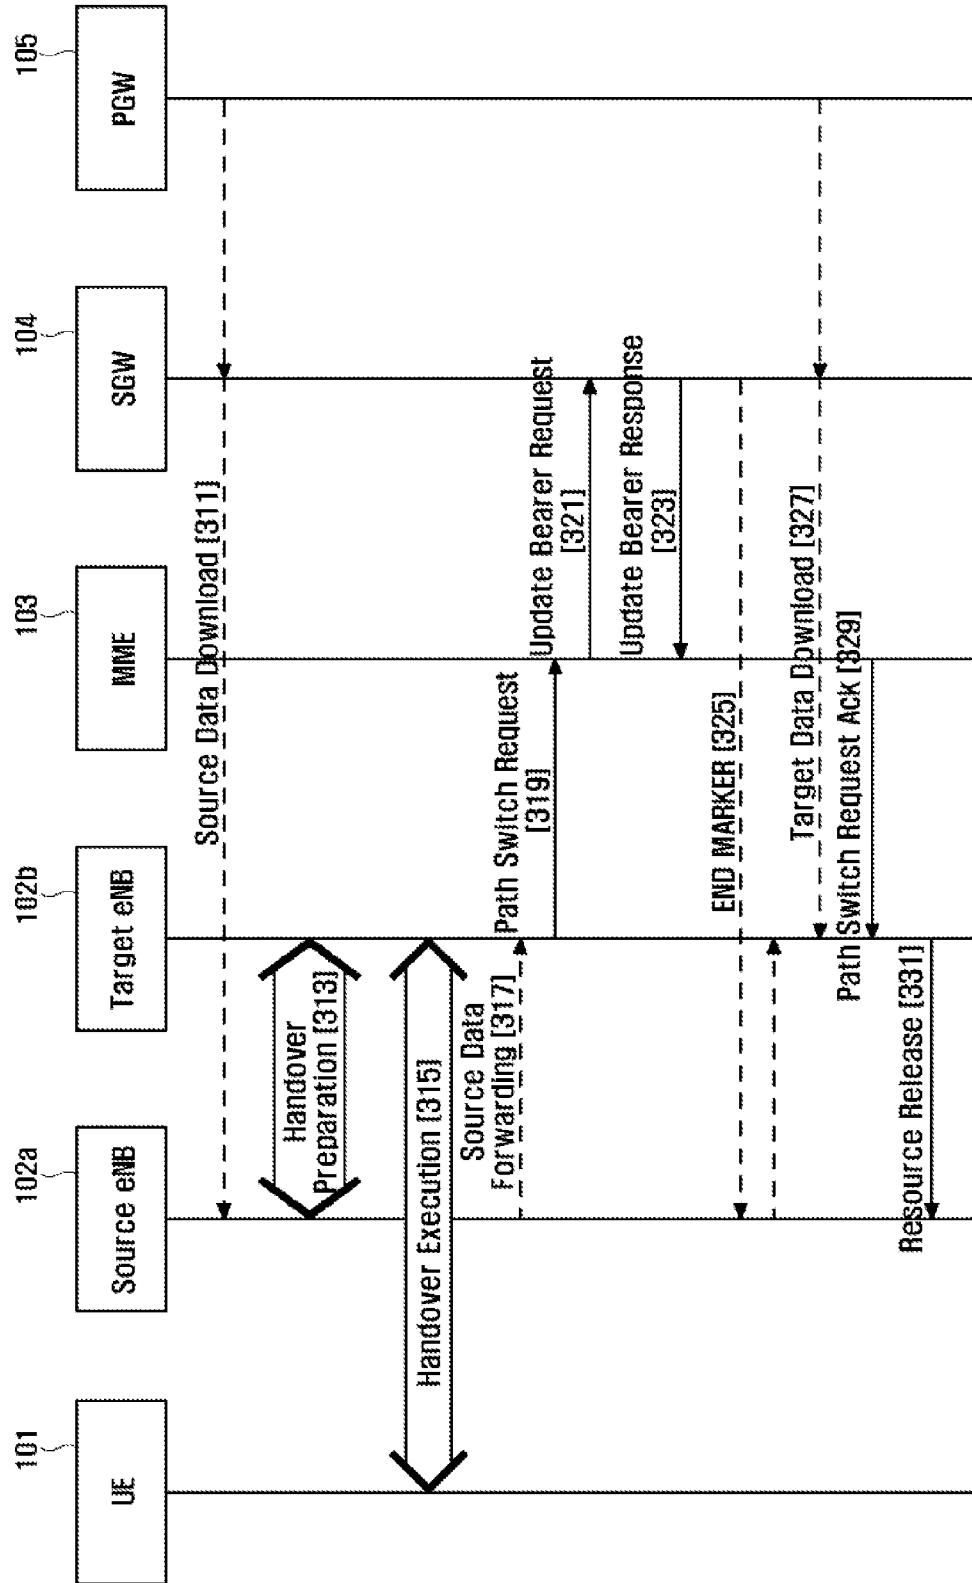 101
102a
102b
103
104
105
UE
Source eNB
Target eNB
MME
SGW
PGW
Source Data Download [311]
Handover
Preparation [313]
Handover Execution [315]
Source Data
Forwarding [317]
Path Switch Request
[319]
Update Bearer Request
[321]
Update Bearer Response
[323]
END MARKER [325]
Target Data Download [327]
Path Switch Request Ack [329]
Resource Release [331]